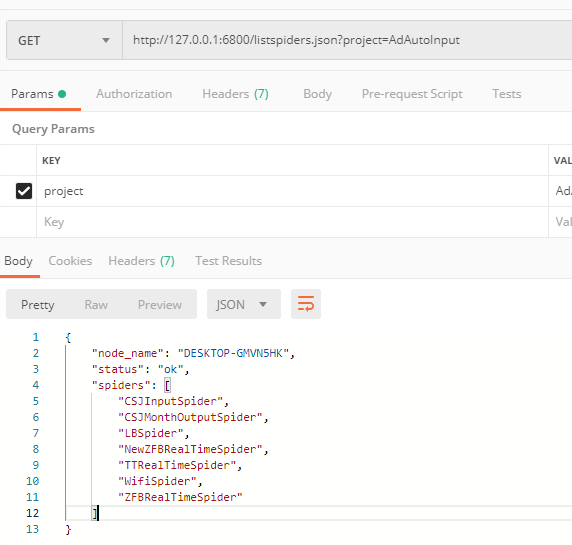 GET http://127.0.0.1:6800/listspiders.json?project=AdAutoInput
Params Authorization Headers (7) Body Pre-request Script Tests
Query Params
KEY VAL
project AdA
Key Val
Body Cookies Headers (7) Test Results
Pretty Raw Preview JSON
1 {
2 "node_name": "DESKTOP-GMVN5HK",
3 "status": "ok",
4 "spiders": [
5 "CSJInputSpider",
6 "CSJMonthOutputSpider",
7 "LBSpider",
8 "NewZFBRealTimeSpider",
9 "TTRealTimeSpider",
10 "WifiSpider",
11 "ZFBRealTimeSpider"
12 ]
13 }